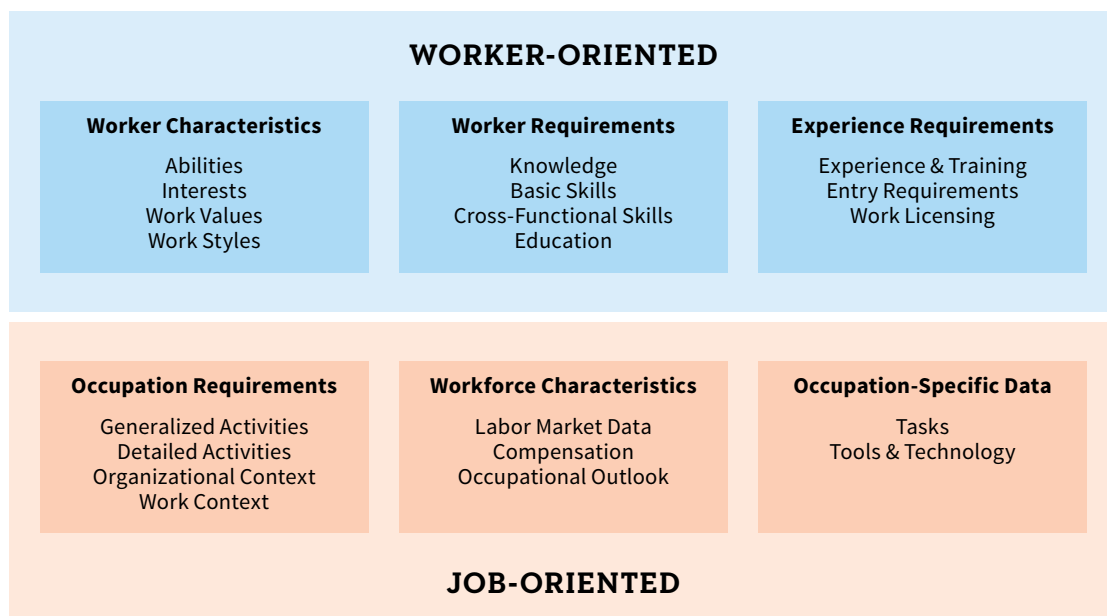 WORKER-ORIENTED
Worker Characteristics
Abilities
Interests
Work Values
Work Styles
Worker Requirements
Knowledge
Basic Skills
Cross-Functional Skills
Education
Experience Requirements
Experience & Training
Entry Requirements
Work Licensing
Occupation Requirements
Generalized Activities
Detailed Activities
Organizational Context
Work Context
Workforce Characteristics
Labor Market Data
Compensation
Occupational Outlook
Occupation-Specific Data
Tasks
Tools & Technology
JOB-ORIENTED